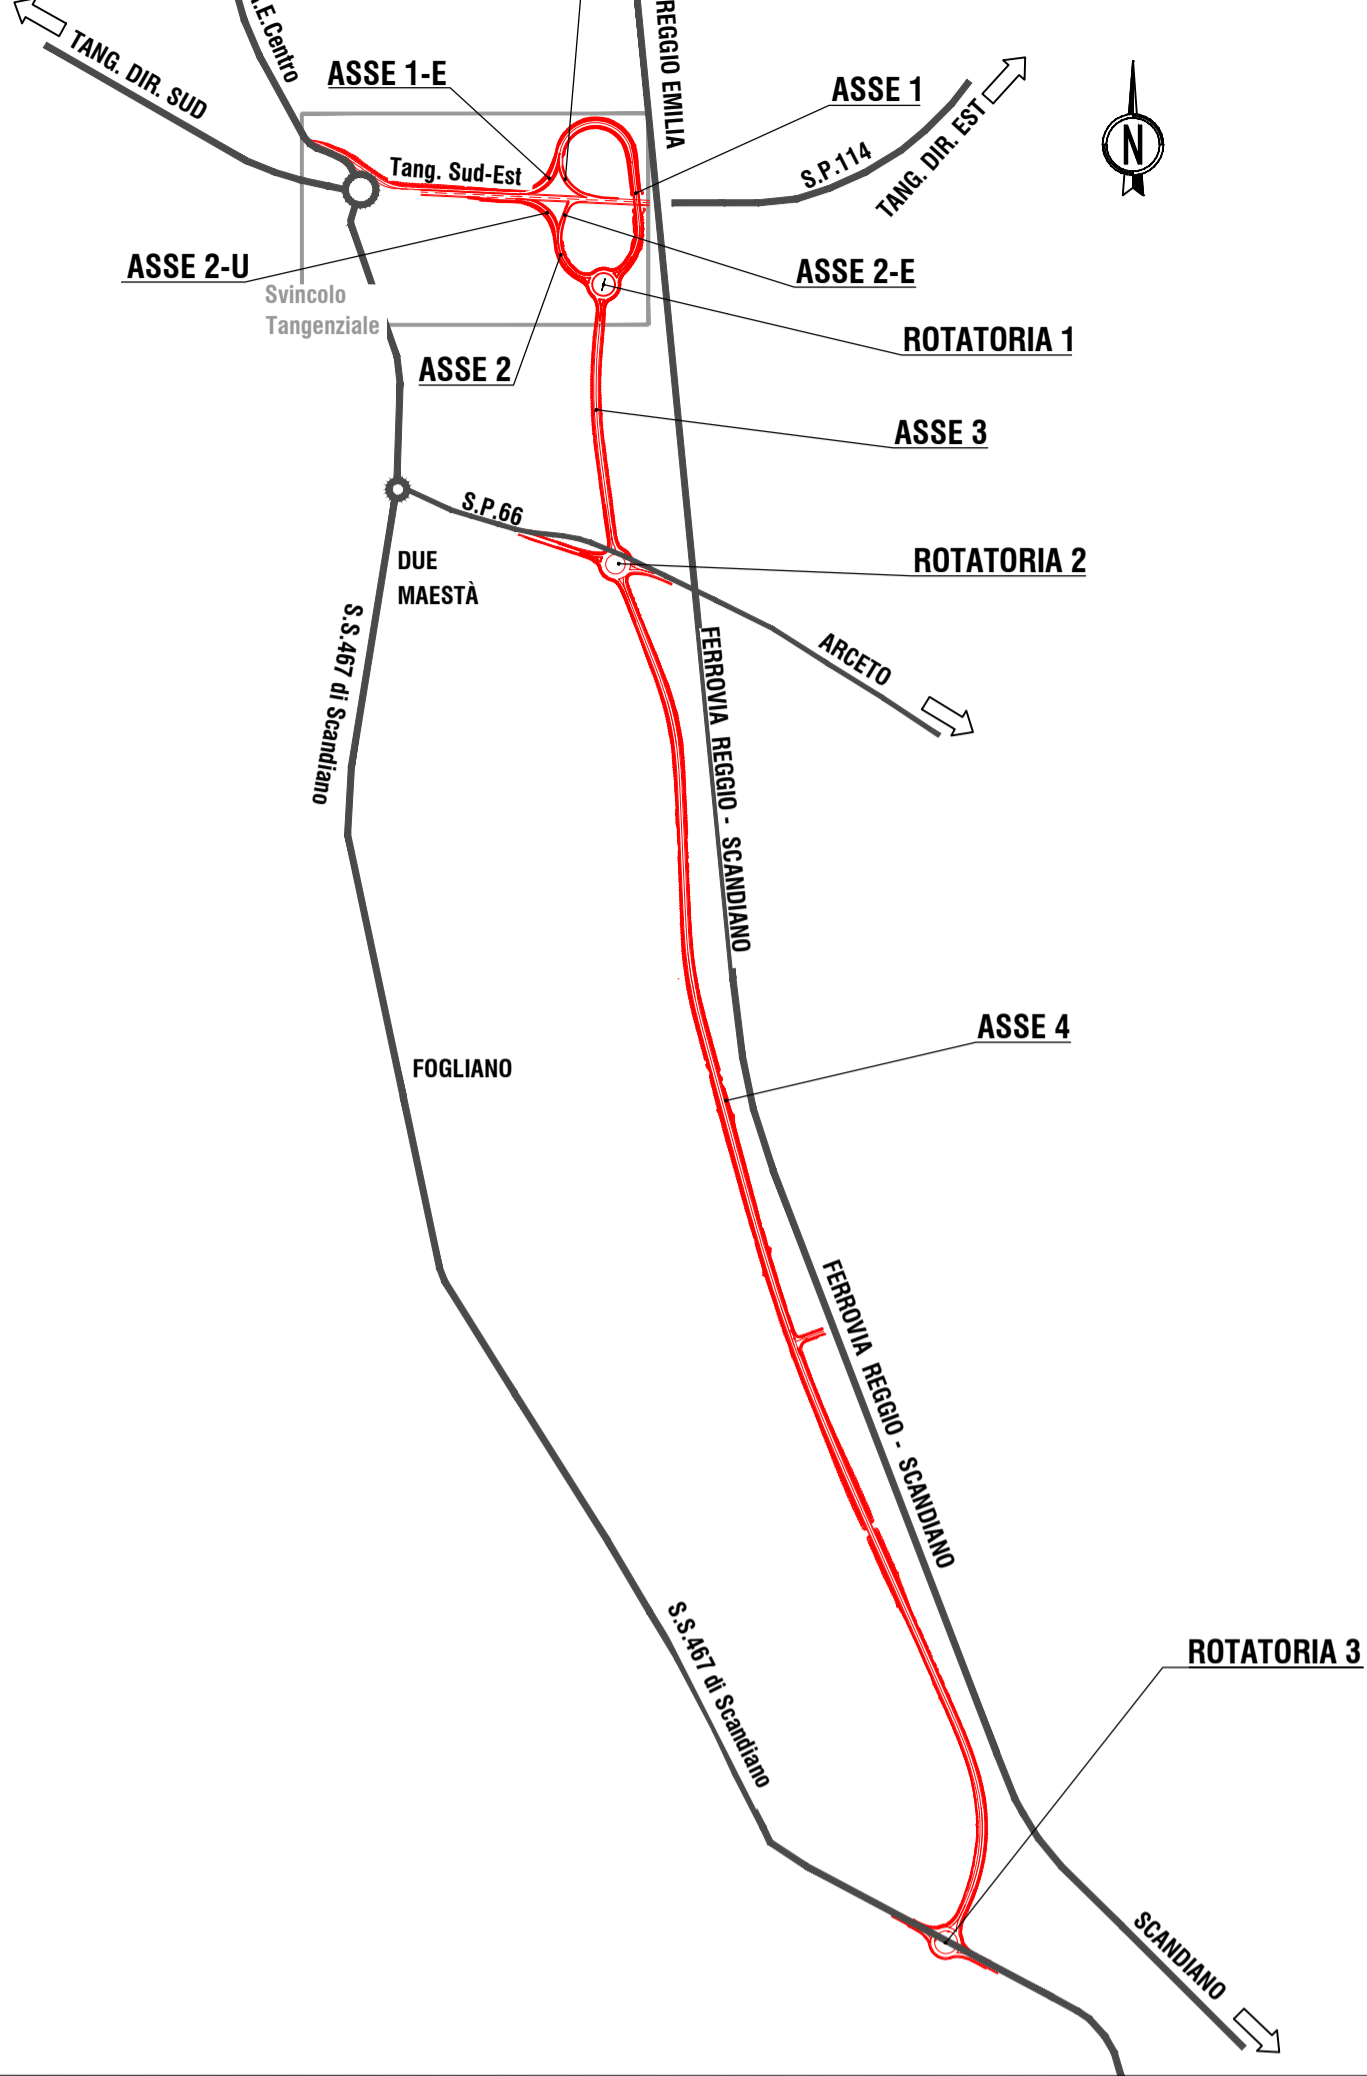 R.E.Centro
REGGIO EMILIA
TANG. DIR. SUD
ASSE 1-E
ASSE 1
TANG. DIR. EST
N
Tang. Sud-Est
S.P.114
ASSE 2-U
ASSE 2-E
Svincolo
Tangenziale
ROTATORIA 1
ASSE 2
ASSE 3
S.P.66
DUE
MAESTÀ
ROTATORIA 2
S.S.467 di Scandiano
ARCETO
FERROVIA REGGIO - SCANDIANO
ASSE 4
FOGLIANO
FERROVIA REGGIO - SCANDIANO
S.S.467 di Scandiano
ROTATORIA 3
SCANDIANO